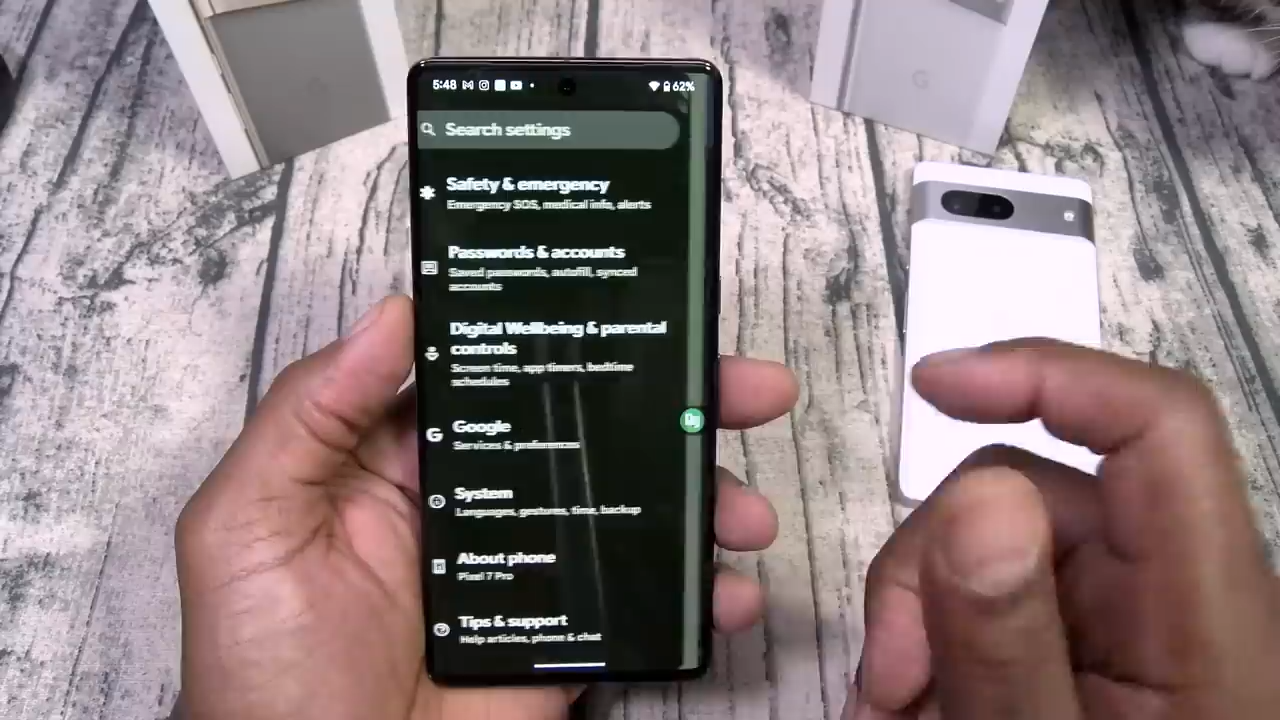 5:48 62%
Search settings
Safety & emergency
Emergency SOS, medical info, alerts
Passwords & accounts
Saved passwords, autofill, synced
accounts
Digital Wellbeing & parental
controls
Screen time, app timers, bedtime
schedules
Google
Services & preferences
System
Languages, gestures, time, backup
About phone
Pixel 7 Pro
Tips & support
Help articles, phone & chat